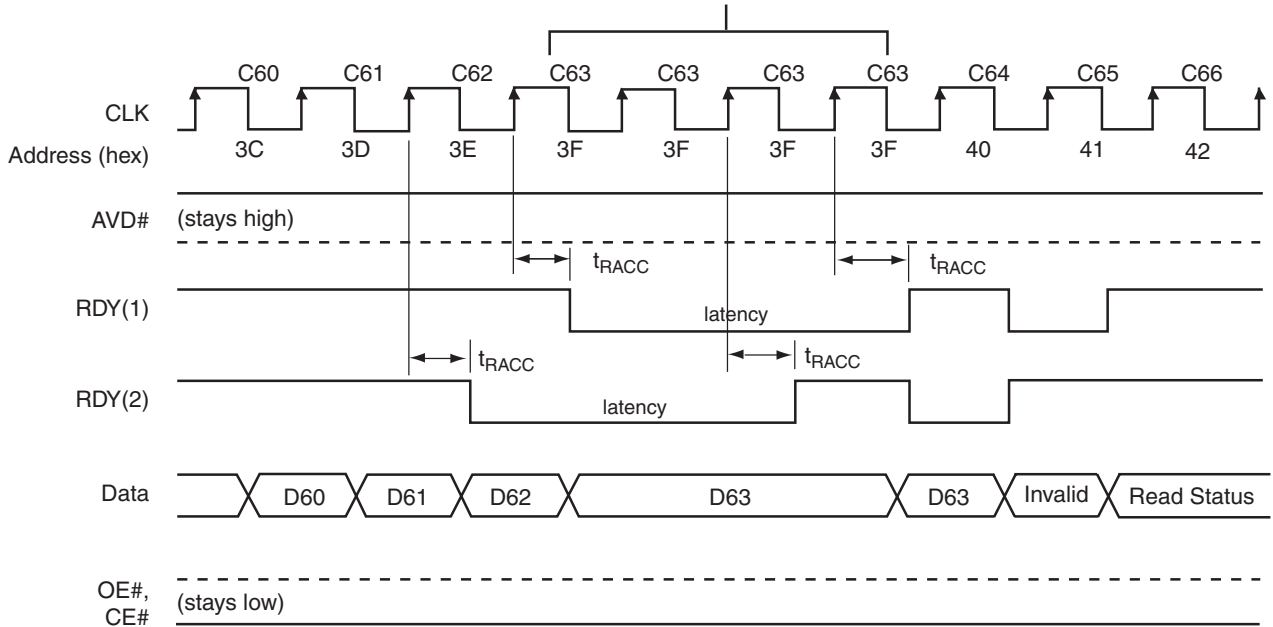 C60 C61 C62 C63 C63 C63 C63 C64 C65 C66
CLK
Address (hex) 3C 3D 3E 3F 3F 3F 3F 40 41 42
AVD# (stays high)
tRACC tRACC
RDY(1) latency
tRACC tRACC
RDY(2) latency
Data D60 D61 D62 D63 D63 Invalid Read Status
OE#,
CE# (stays low)